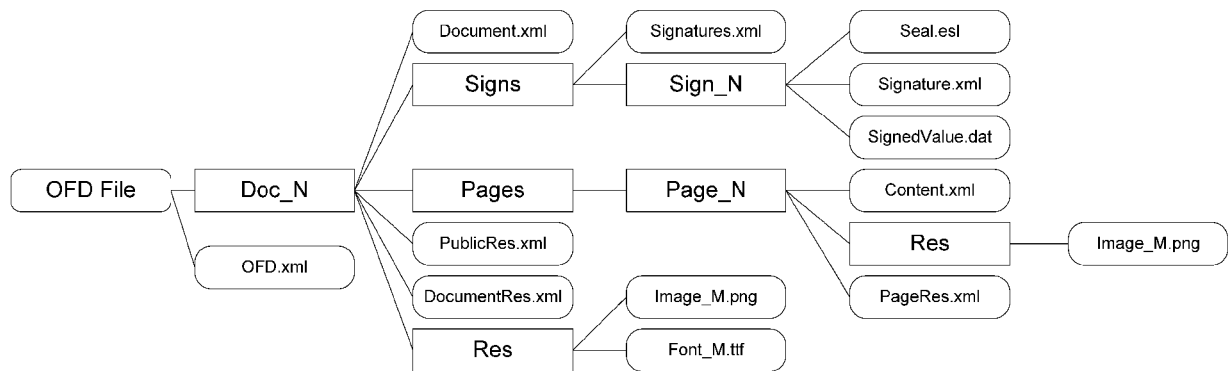 Document.xml
Signatures.xml
Seal.esl
Signs
Sign_N
Signature.xml
SignedValue.dat
OFD File
Doc_N
Pages
Page_N
Content.xml
PublicRes.xml
Res
Image_M.png
OFD.xml
DocumentRes.xml
Image_M.png
PageRes.xml
Res
Font_M.ttf